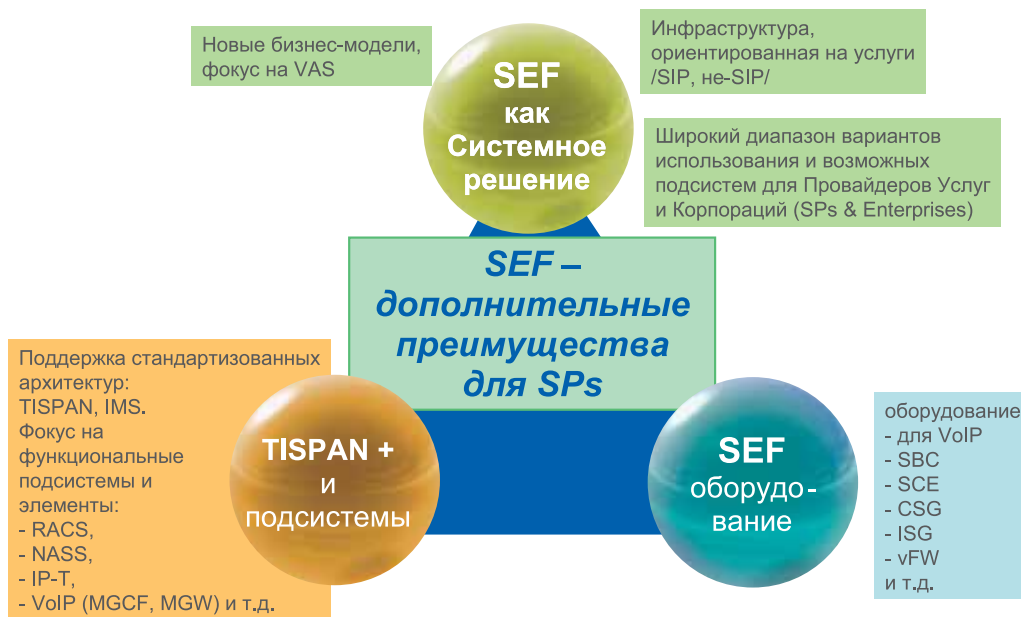 Новые бизнес-модели,
фокус на VAS
SEF
как
Системное
решение
Инфраструктура,
ориентированная на услуги
/SIP, не-SIP/
Широкий диапазон вариантов
использования и возможных
подсистем для Провайдеров Услуг
и Корпораций (SPs & Enterprises)
SEF –
дополнительные
преимущества
для SPs
Поддержка стандартизованных
архитектур:
TISPAN, IMS.
Фокус на
функциональные
подсистемы и
элементы:
- RACS,
- NASS,
- IP-T,
- VoIP (MGCF, MGW) и т.д.
TISPAN +
и
подсистемы
SEF
оборудо-
вание
оборудование
- для VoIP
- SBC
- SCE
- CSG
- ISG
- vFW
и т.д.